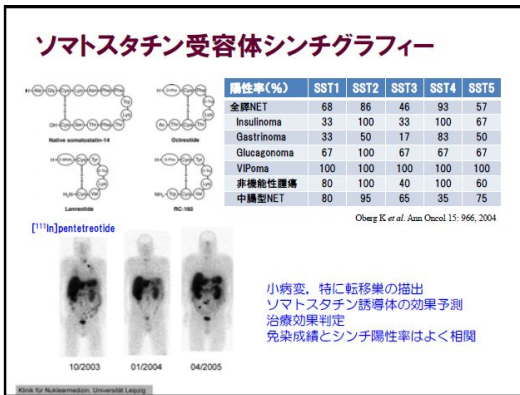 ソマトスタチン受容体シンチグラフィー
Native somatostatin-14
Octreotide
Lanreotide
RC-160
陽性率(%) SST1 SST2 SST3 SST4 SST5
全膵NET 68 86 46 93 57
Insulinoma 33 100 33 100 67
Gastrinoma 33 50 17 83 50
Glucagonoma 67 100 67 67 67
VIPoma 100 100 100 100 100
非機能性腫瘍 80 100 40 100 60
中腸型NET 80 95 65 35 75
Oberg K et al. Ann Oncol 15: 966, 2004
[111In]pentetreotide
10/2003 01/2004 04/2005
小病変，特に転移巣の描出
ソマトスタチン誘導体の効果予測
治療効果判定
免染成績とシンチ陽性率はよく相関
Klinik für Nuklearmedizin, Universität Leipzig